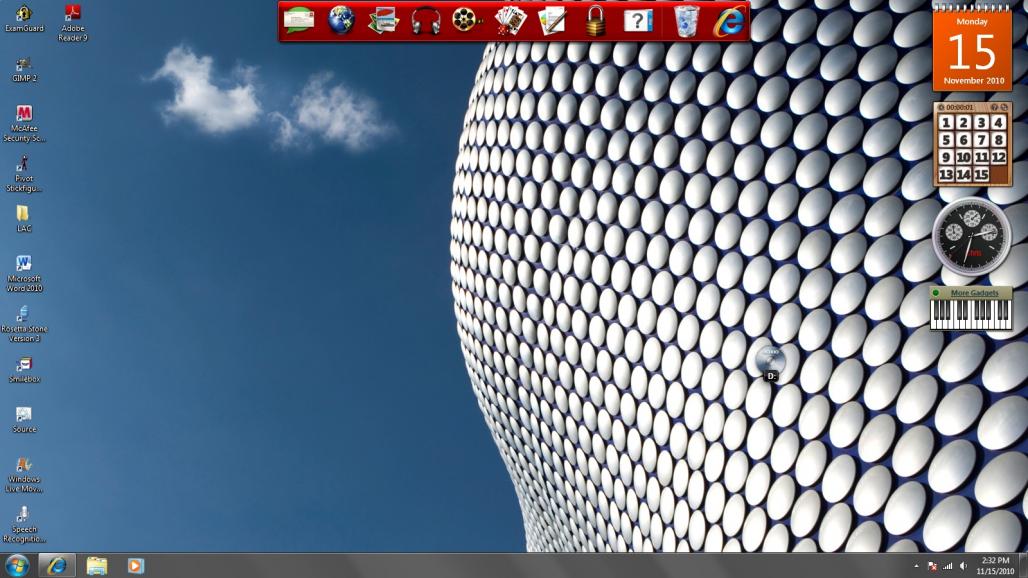 ExamGuard
Adobe
Reader 9
GIMP 2
McAfee
Security Sc...
Pivot
Stickfigu...
LAC
Microsoft
Word 2010
Rosetta Stone
Version 3
Smilebox
Source
Windows
Live Mov...
Speech
Recognitio...
Monday
15
November 2010
00:00:01
1 2 3 4
5 6 7 8
9 10 11 12
13 14 15
More Gadgets
D:
2:32 PM
11/15/2010